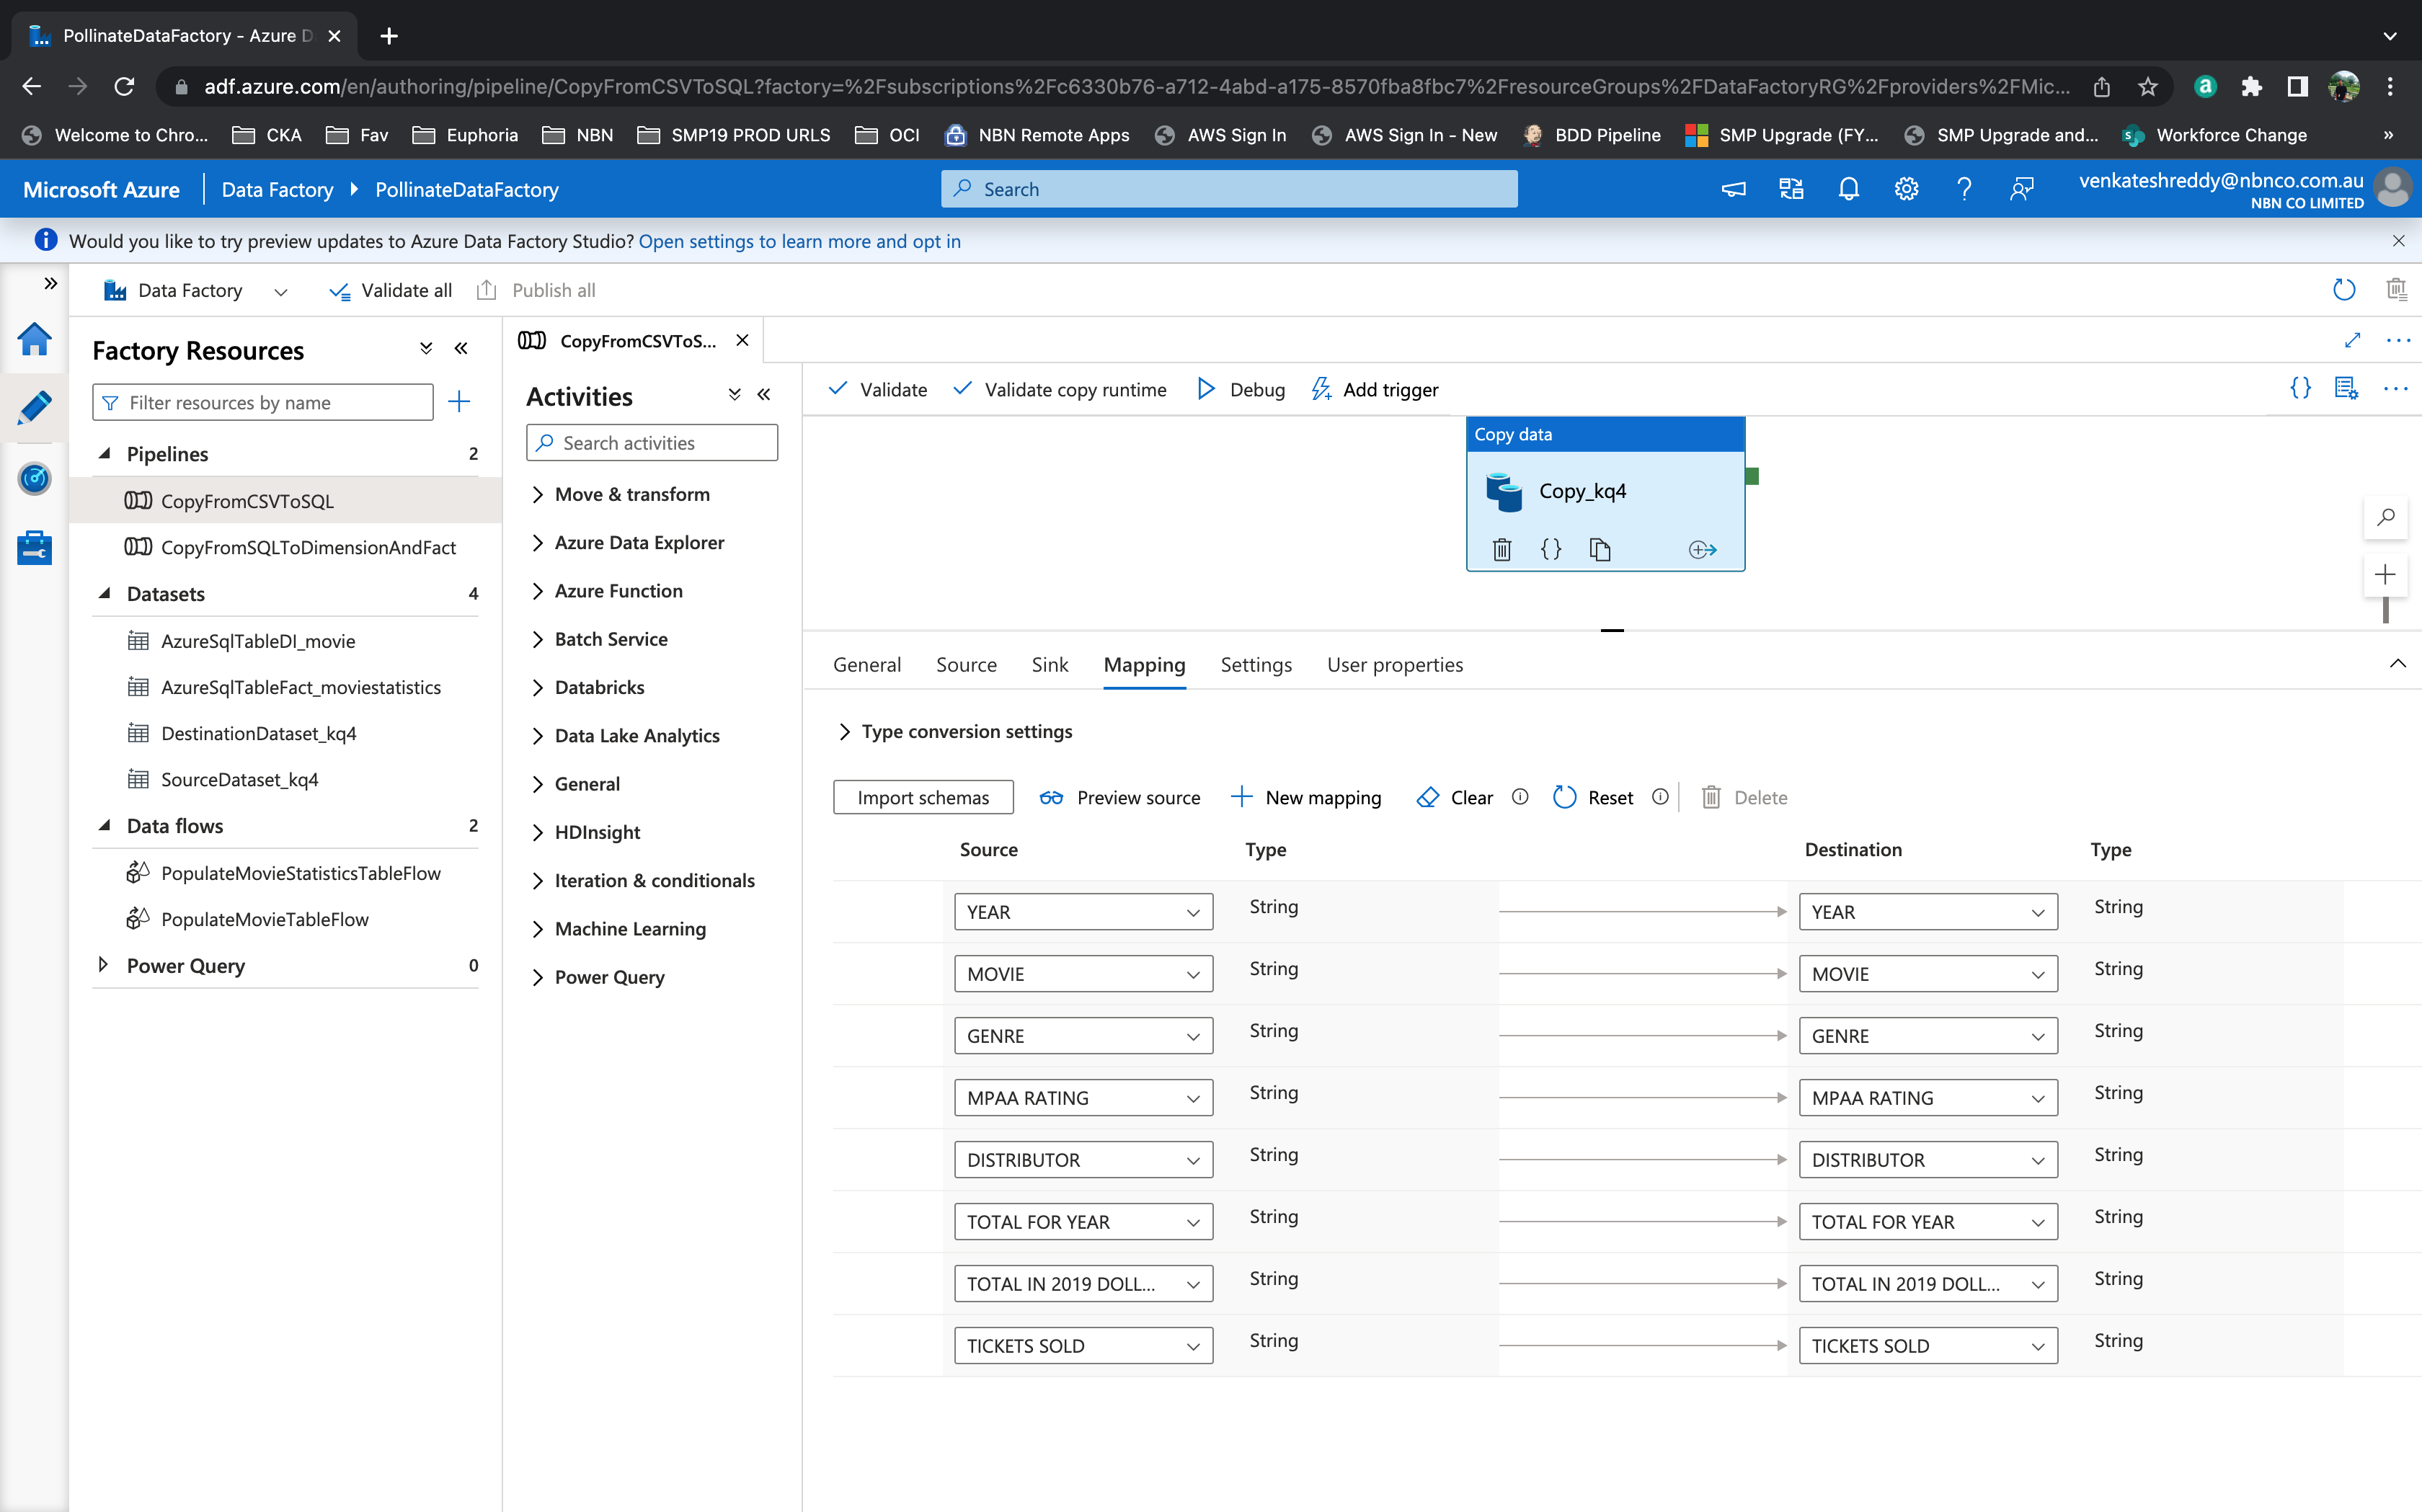 PollinateDataFactory - Azure D
adf.azure.com/en/authoring/pipeline/CopyFromCSVToSQL?factory=%2Fsubscriptions%2Fc6330b76-a712-4abd-a175-8570fba8fbc7%2FresourceGroups%2FDataFactoryRG%2Fproviders%2FMic...
Welcome to Chro... CKA Fav Euphoria NBN SMP19 PROD URLS OCI NBN Remote Apps AWS Sign In AWS Sign In - New BDD Pipeline SMP Upgrade (FY... SMP Upgrade and... Workforce Change »
Microsoft Azure Data Factory PollinateDataFactory Search venkateshreddy@nbnco.com.au
NBN CO LIMITED
Would you like to try preview updates to Azure Data Factory Studio? Open settings to learn more and opt in
Data Factory Validate all Publish all
Factory Resources
Filter resources by name
Pipelines 2
CopyFromCSVToSQL
CopyFromSQLToDimensionAndFact
Datasets 4
AzureSqlTableDI_movie
AzureSqlTableFact_moviestatistics
DestinationDataset_kq4
SourceDataset_kq4
Data flows 2
PopulateMovieStatisticsTableFlow
PopulateMovieTableFlow
Power Query 0
CopyFromCSVToS...
Activities
Search activities
Move & transform
Azure Data Explorer
Azure Function
Batch Service
Databricks
Data Lake Analytics
General
HDInsight
Iteration & conditionals
Machine Learning
Power Query
Validate Validate copy runtime Debug Add trigger
Copy data
Copy_kq4
General Source Sink Mapping Settings User properties
Type conversion settings
Import schemas Preview source New mapping Clear Reset Delete
Source Type Destination Type
YEAR String YEAR String
MOVIE String MOVIE String
GENRE String GENRE String
MPAA RATING String MPAA RATING String
DISTRIBUTOR String DISTRIBUTOR String
TOTAL FOR YEAR String TOTAL FOR YEAR String
TOTAL IN 2019 DOLL... String TOTAL IN 2019 DOLL... String
TICKETS SOLD String TICKETS SOLD String